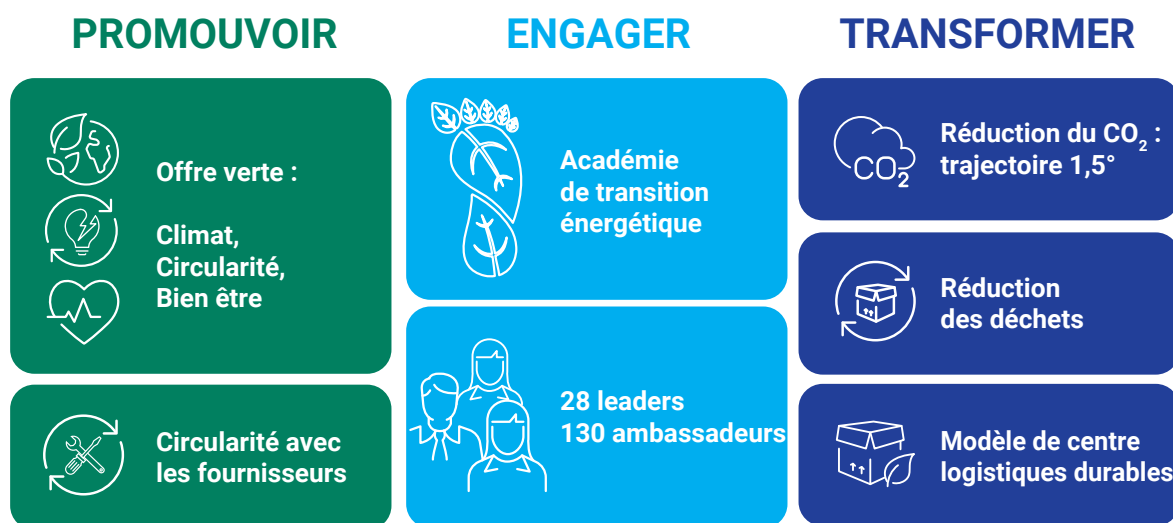 PROMOUVOIR
Offre verte :
Climat,
Circularité,
Bien être
Circularité avec
les fournisseurs
ENGAGER
Académie
de transition
énergétique
28 leaders
130 ambassadeurs
TRANSFORMER
CO2
Réduction du CO2 :
trajectoire 1,5°
Réduction
des déchets
Modèle de centre
logistiques durables